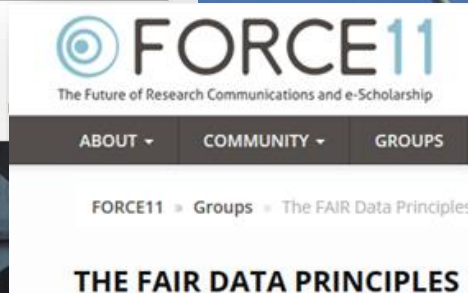 FORCE11
The Future of Research Communications and e-Scholarship
ABOUT COMMUNITY GROUPS
FORCE11 » Groups » The FAIR Data Principles
THE FAIR DATA PRINCIPLES